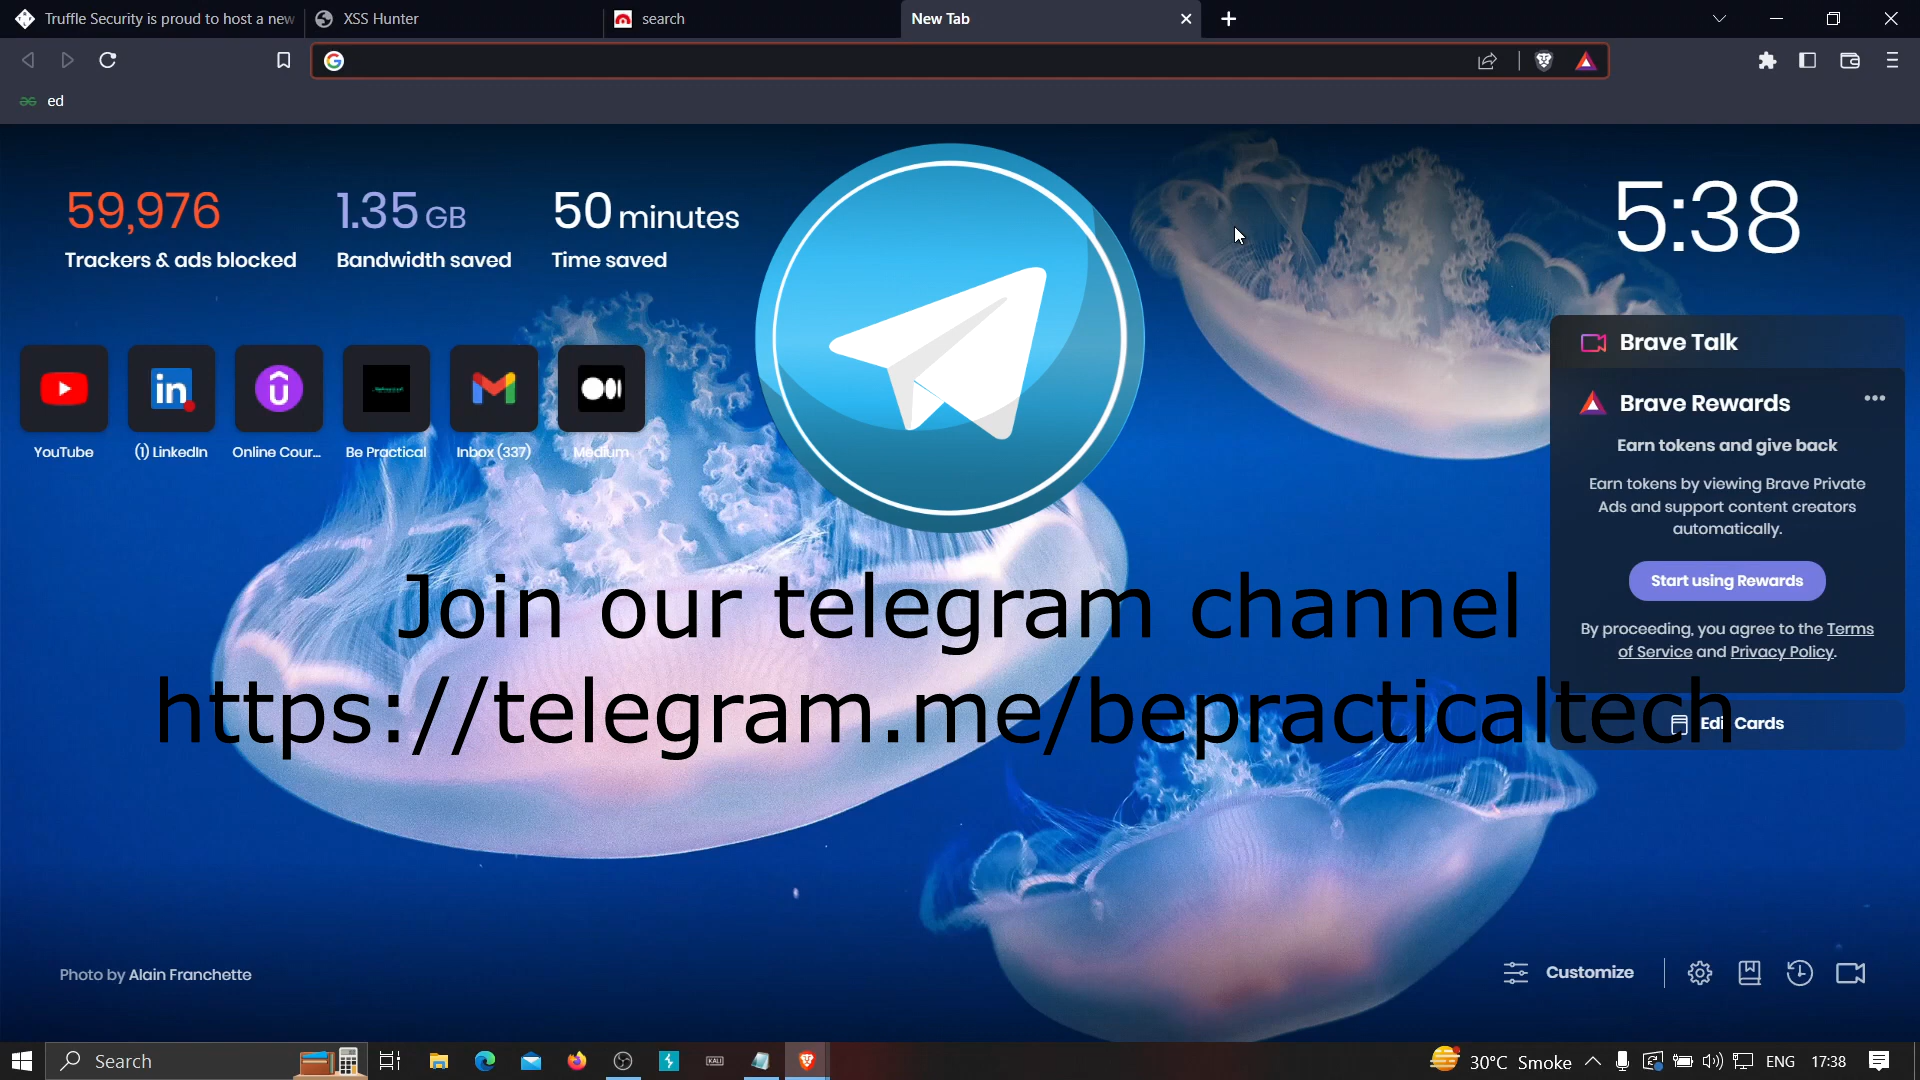 Truffle Security is proud to host a new
XSS Hunter
search
New Tab
ed
59,976
Trackers & ads blocked
1.35 GB
Bandwidth saved
50 minutes
Time saved
5:38
YouTube
(1) LinkedIn
Online Cour...
Be Practical
Inbox (337)
Medium
Brave Talk
Brave Rewards
Earn tokens and give back
Earn tokens by viewing Brave Private
Ads and support content creators
automatically.
Start using Rewards
By proceeding, you agree to the Terms
of Service and Privacy Policy.
Join our telegram channel
https://telegram.me/bepracticaltech
Edit Cards
Photo by Alain Franchette
Customize
Search
KALI
30°C Smoke
ENG
17:38